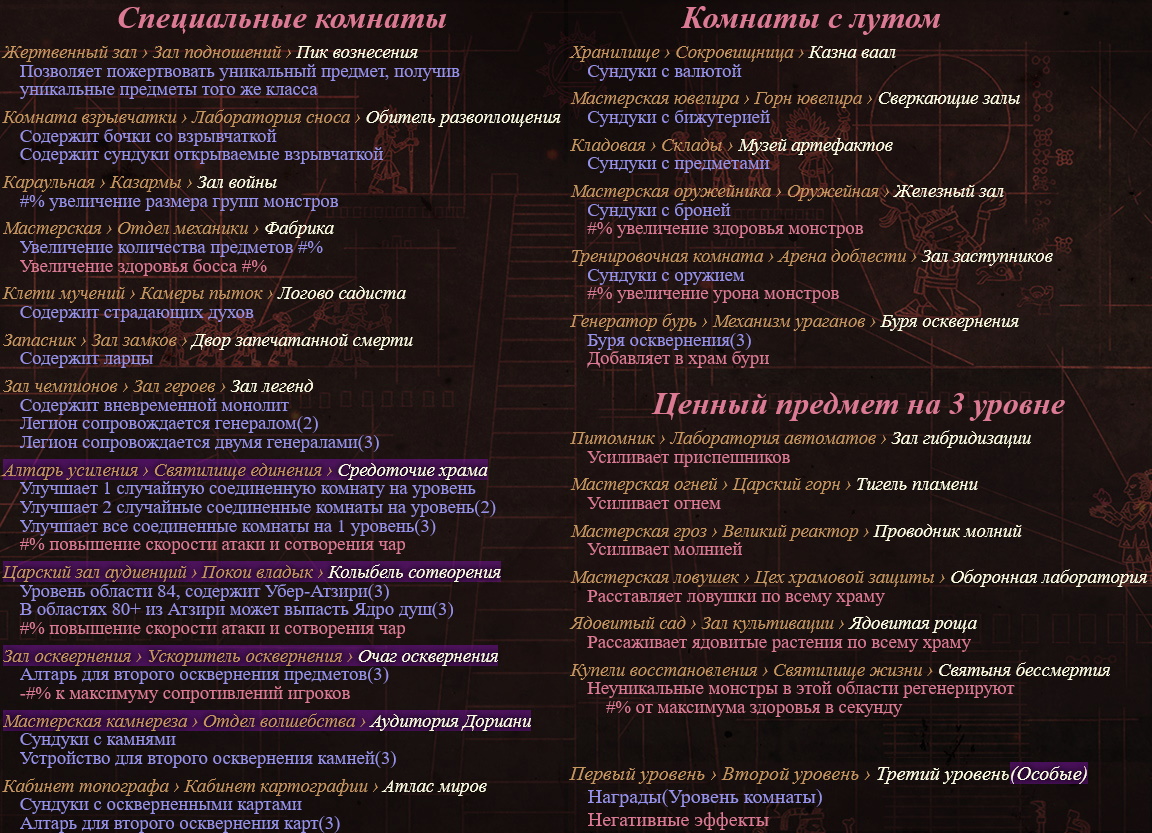 Специальные комнаты
Жертвенный зал › Зал подношений › Пик вознесения
Позволяет пожертвовать уникальный предмет, получив
уникальные предметы того же класса
Комната взрывчатки › Лаборатория сноса › Обитель развоплощения
Содержит бочки со взрывчаткой
Содержит сундуки открываемые взрывчаткой
Караульная › Казармы › Зал войны
#% увеличение размера групп монстров
Мастерская › Отдел механики › Фабрика
Увеличение количества предметов #%
Увеличение здоровья босса #%
Клети мучений › Камеры пыток › Логово садиста
Содержит страдающих духов
Запасник › Зал замков › Двор запечатанной смерти
Содержит ларцы
Зал чемпионов › Зал героев › Зал легенд
Содержит вневременной монолит
Легион сопровождается генералом(2)
Легион сопровождается двумя генералами(3)
Алтарь усиления › Святилище единения › Средоточие храма
Улучшает 1 случайную соединенную комнату на уровень
Улучшает 2 случайные соединенные комнаты на уровень(2)
Улучшает все соединенные комнаты на 1 уровень(3)
#% повышение скорости атаки и сотворения чар
Царский зал аудиенций › Покои владык › Колыбель сотворения
Уровень области 84, содержит Убер-Атзири(3)
В областях 80+ из Атзири может выпасть Ядро душ(3)
#% повышение скорости атаки и сотворения чар
Зал осквернения › Ускоритель осквернения › Очаг осквернения
Алтарь для второго осквернения предметов(3)
-#% к максимуму сопротивлений игроков
Мастерская камнереза › Отдел волшебства › Аудитория Дориани
Сундуки с камнями
Устройство для второго осквернения камней(3)
Кабинет топографа › Кабинет картографии › Атлас миров
Сундуки с оскверненными картами
Алтарь для второго осквернения карт(3)
Комнаты с лутом
Хранилище › Сокровищница › Казна ваал
Сундуки с валютой
Мастерская ювелира › Горн ювелира › Сверкающие залы
Сундуки с бижутерией
Кладовая › Склады › Музей артефактов
Сундуки с предметами
Мастерская оружейника › Оружейная › Железный зал
Сундуки с броней
#% увеличение здоровья монстров
Тренировочная комната › Арена доблести › Зал заступников
Сундуки с оружием
#% увеличение урона монстров
Генератор бурь › Механизм ураганов › Буря осквернения
Буря осквернения(3)
Добавляет в храм бури
Ценный предмет на 3 уровне
Питомник › Лаборатория автоматов › Зал гибридизации
Усиливает приспешников
Мастерская огней › Царский горн › Тигель пламени
Усиливает огнем
Мастерская гроз › Великий реактор › Проводник молний
Усиливает молнией
Мастерская ловушек › Цех храмовой защиты › Оборонная лаборатория
Расставляет ловушки по всему храму
Ядовитый сад › Зал культивации › Ядовитая роща
Рассаживает ядовитые растения по всему храму
Купели восстановления › Святилище жизни › Святыня бессмертия
Неуникальные монстры в этой области регенерируют
#% от максимума здоровья в секунду
Первый уровень › Второй уровень › Третий уровень(Особые)
Награды(Уровень комнаты)
Негативные эффекты